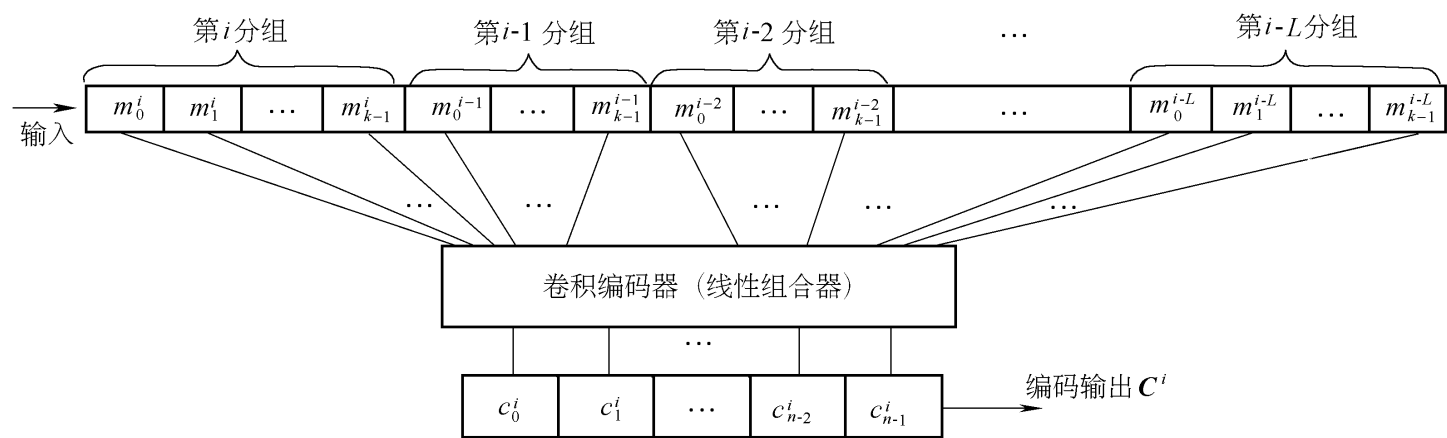 第i分组 第i-1 分组 第i-2 分组 … 第i-L分组
输入
m_0^i m_1^i … m_{k-1}^i m_0^{i-1} … m_{k-1}^{i-1} m_0^{i-2} … m_{k-1}^{i-2} … m_0^{i-L} m_1^{i-L} … m_{k-1}^{i-L}
… … … … …
卷积编码器（线性组合器）
…
c_0^i c_1^i … c_{n-2}^i c_{n-1}^i
编码输出 C^i